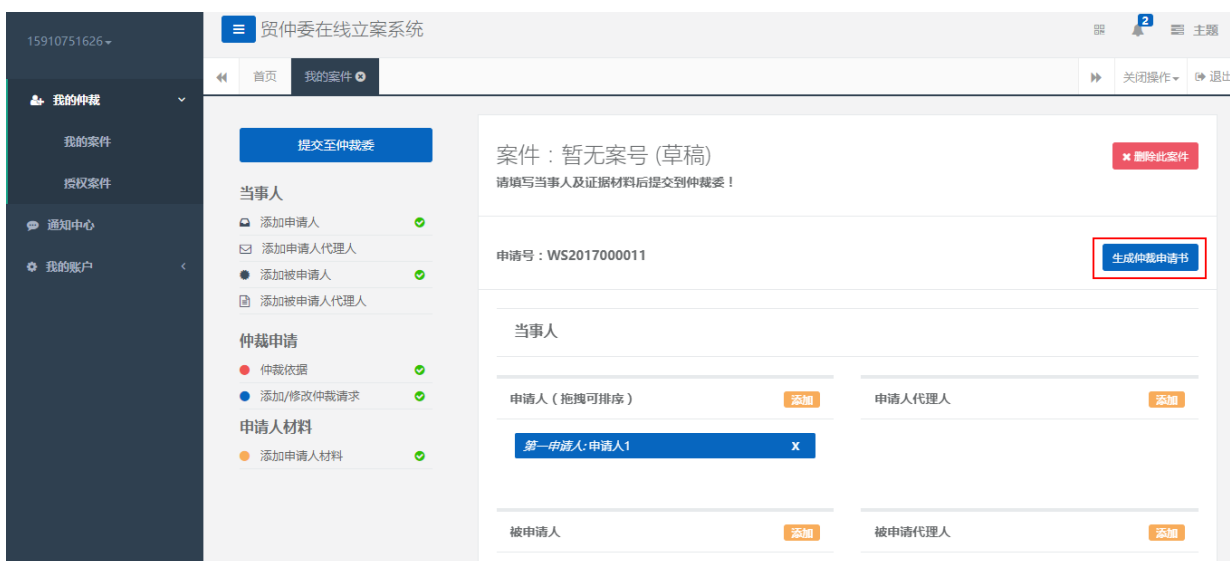 15910751626
贸仲委在线立案系统
2
主题
首页
我的案件
关闭操作
退出
我的仲裁
我的案件
授权案件
通知中心
我的账户
提交至仲裁委
当事人
添加申请人
添加申请人代理人
添加被申请人
添加被申请人代理人
仲裁申请
仲裁依据
添加/修改仲裁请求
申请人材料
添加申请人材料
案件：暂无案号 (草稿)
删除此案件
请填写当事人及证据材料后提交到仲裁委！
申请号：WS2017000011
生成仲裁申请书
当事人
申请人（拖拽可排序）
添加
申请人代理人
添加
第一申请人:申请人1
X
被申请人
添加
被申请代理人
添加